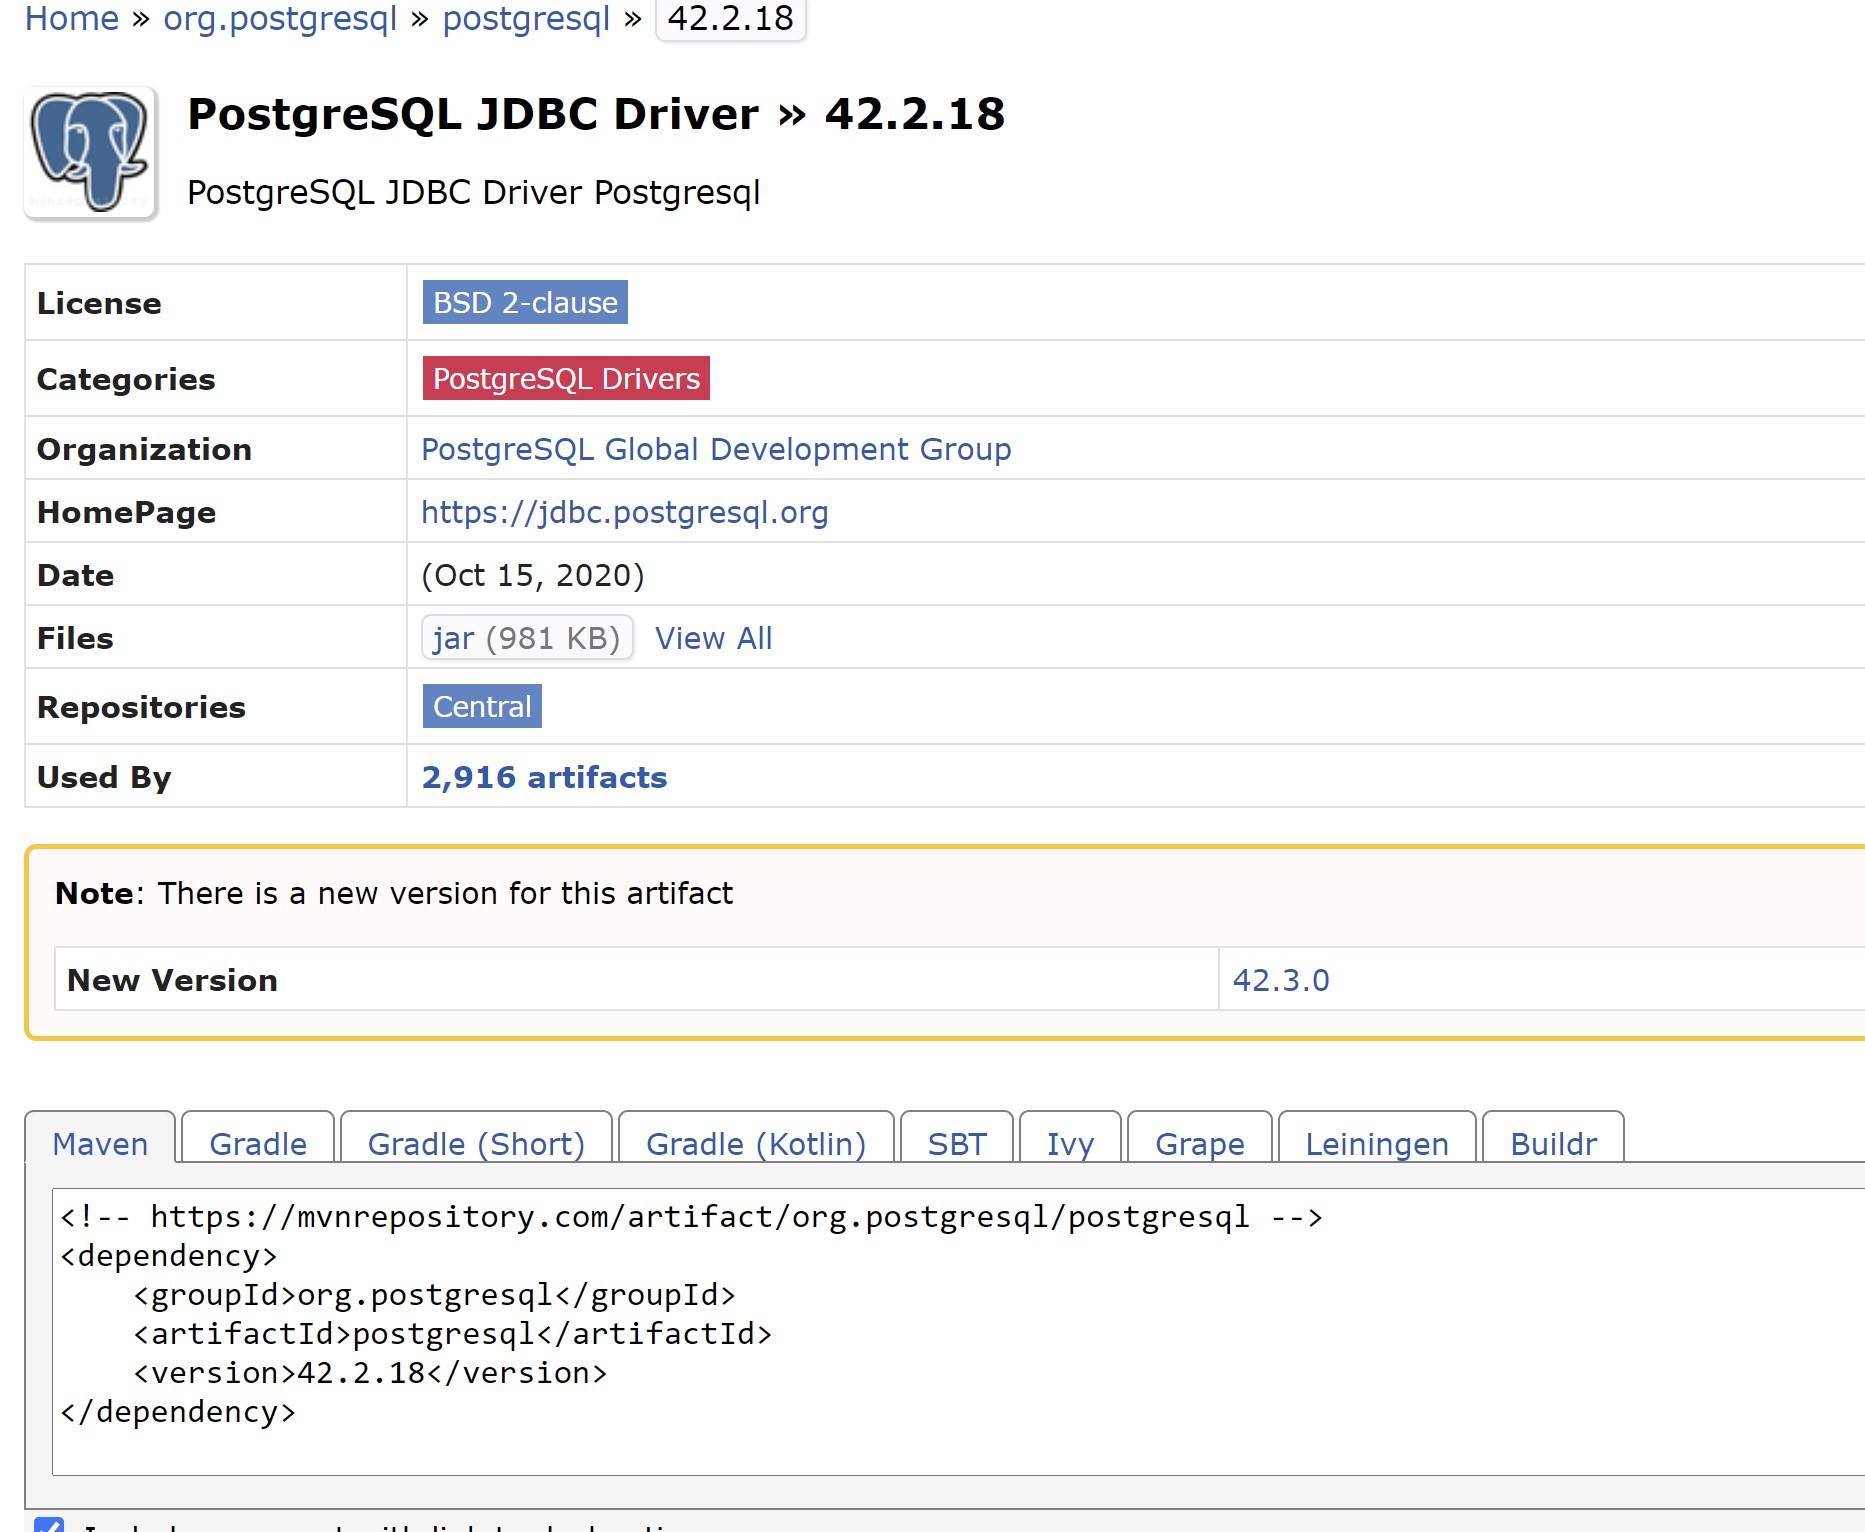 Home » org.postgresql » postgresql » 42.2.18
PostgreSQL JDBC Driver » 42.2.18
PostgreSQL JDBC Driver Postgresql
License BSD 2-clause
Categories PostgreSQL Drivers
Organization PostgreSQL Global Development Group
HomePage https://jdbc.postgresql.org
Date (Oct 15, 2020)
Files jar (981 KB) View All
Repositories Central
Used By 2,916 artifacts
Note: There is a new version for this artifact
New Version 42.3.0
Maven Gradle Gradle (Short) Gradle (Kotlin) SBT Ivy Grape Leiningen Buildr
<!-- https://mvnrepository.com/artifact/org.postgresql/postgresql -->
<dependency>
    <groupId>org.postgresql</groupId>
    <artifactId>postgresql</artifactId>
    <version>42.2.18</version>
</dependency>